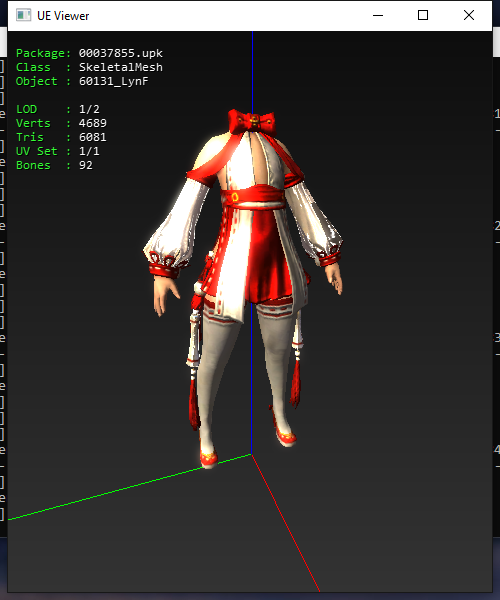 UE Viewer
Package: 00037855.upk
Class : SkeletalMesh
Object : 60131_LynF
LOD : 1/2
Verts : 4689
Tris : 6081
UV Set : 1/1
Bones : 92